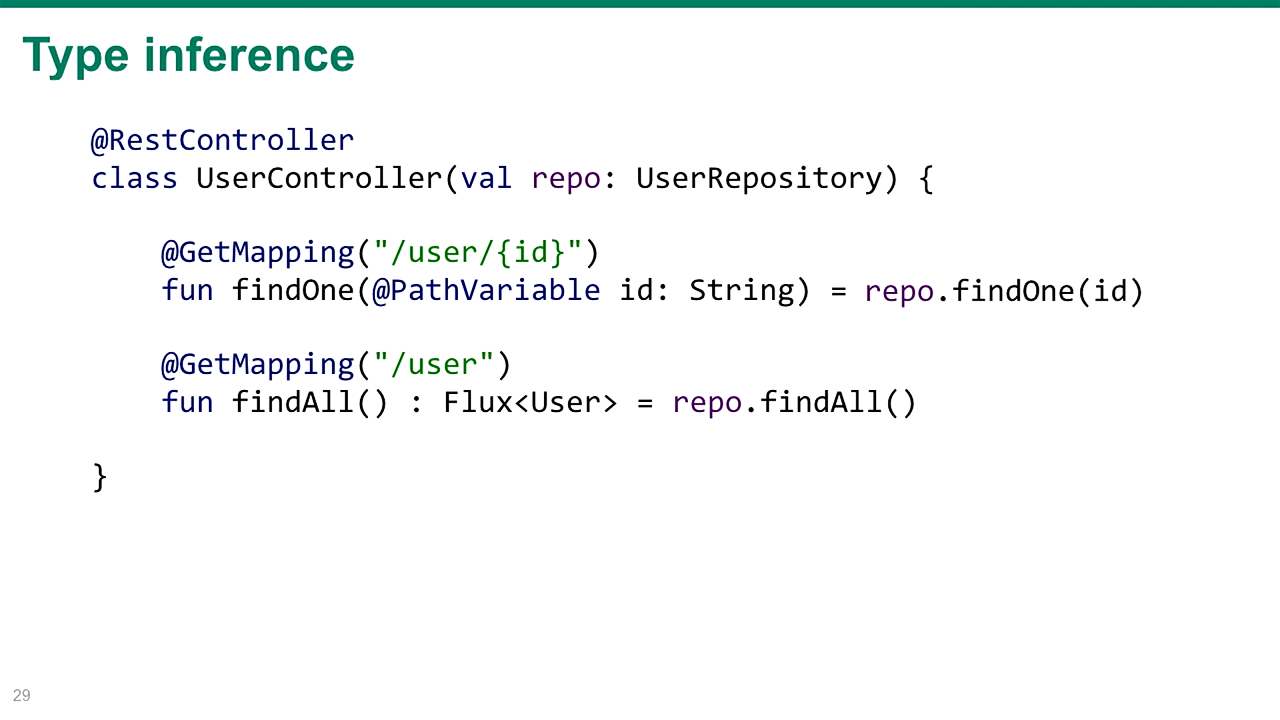 Type inference
@RestController
class UserController(val repo: UserRepository) {
@GetMapping("/user/{id}")
fun findOne(@PathVariable id: String) = repo.findOne(id)
@GetMapping("/user")
fun findAll() : Flux<User> = repo.findAll()
}
29